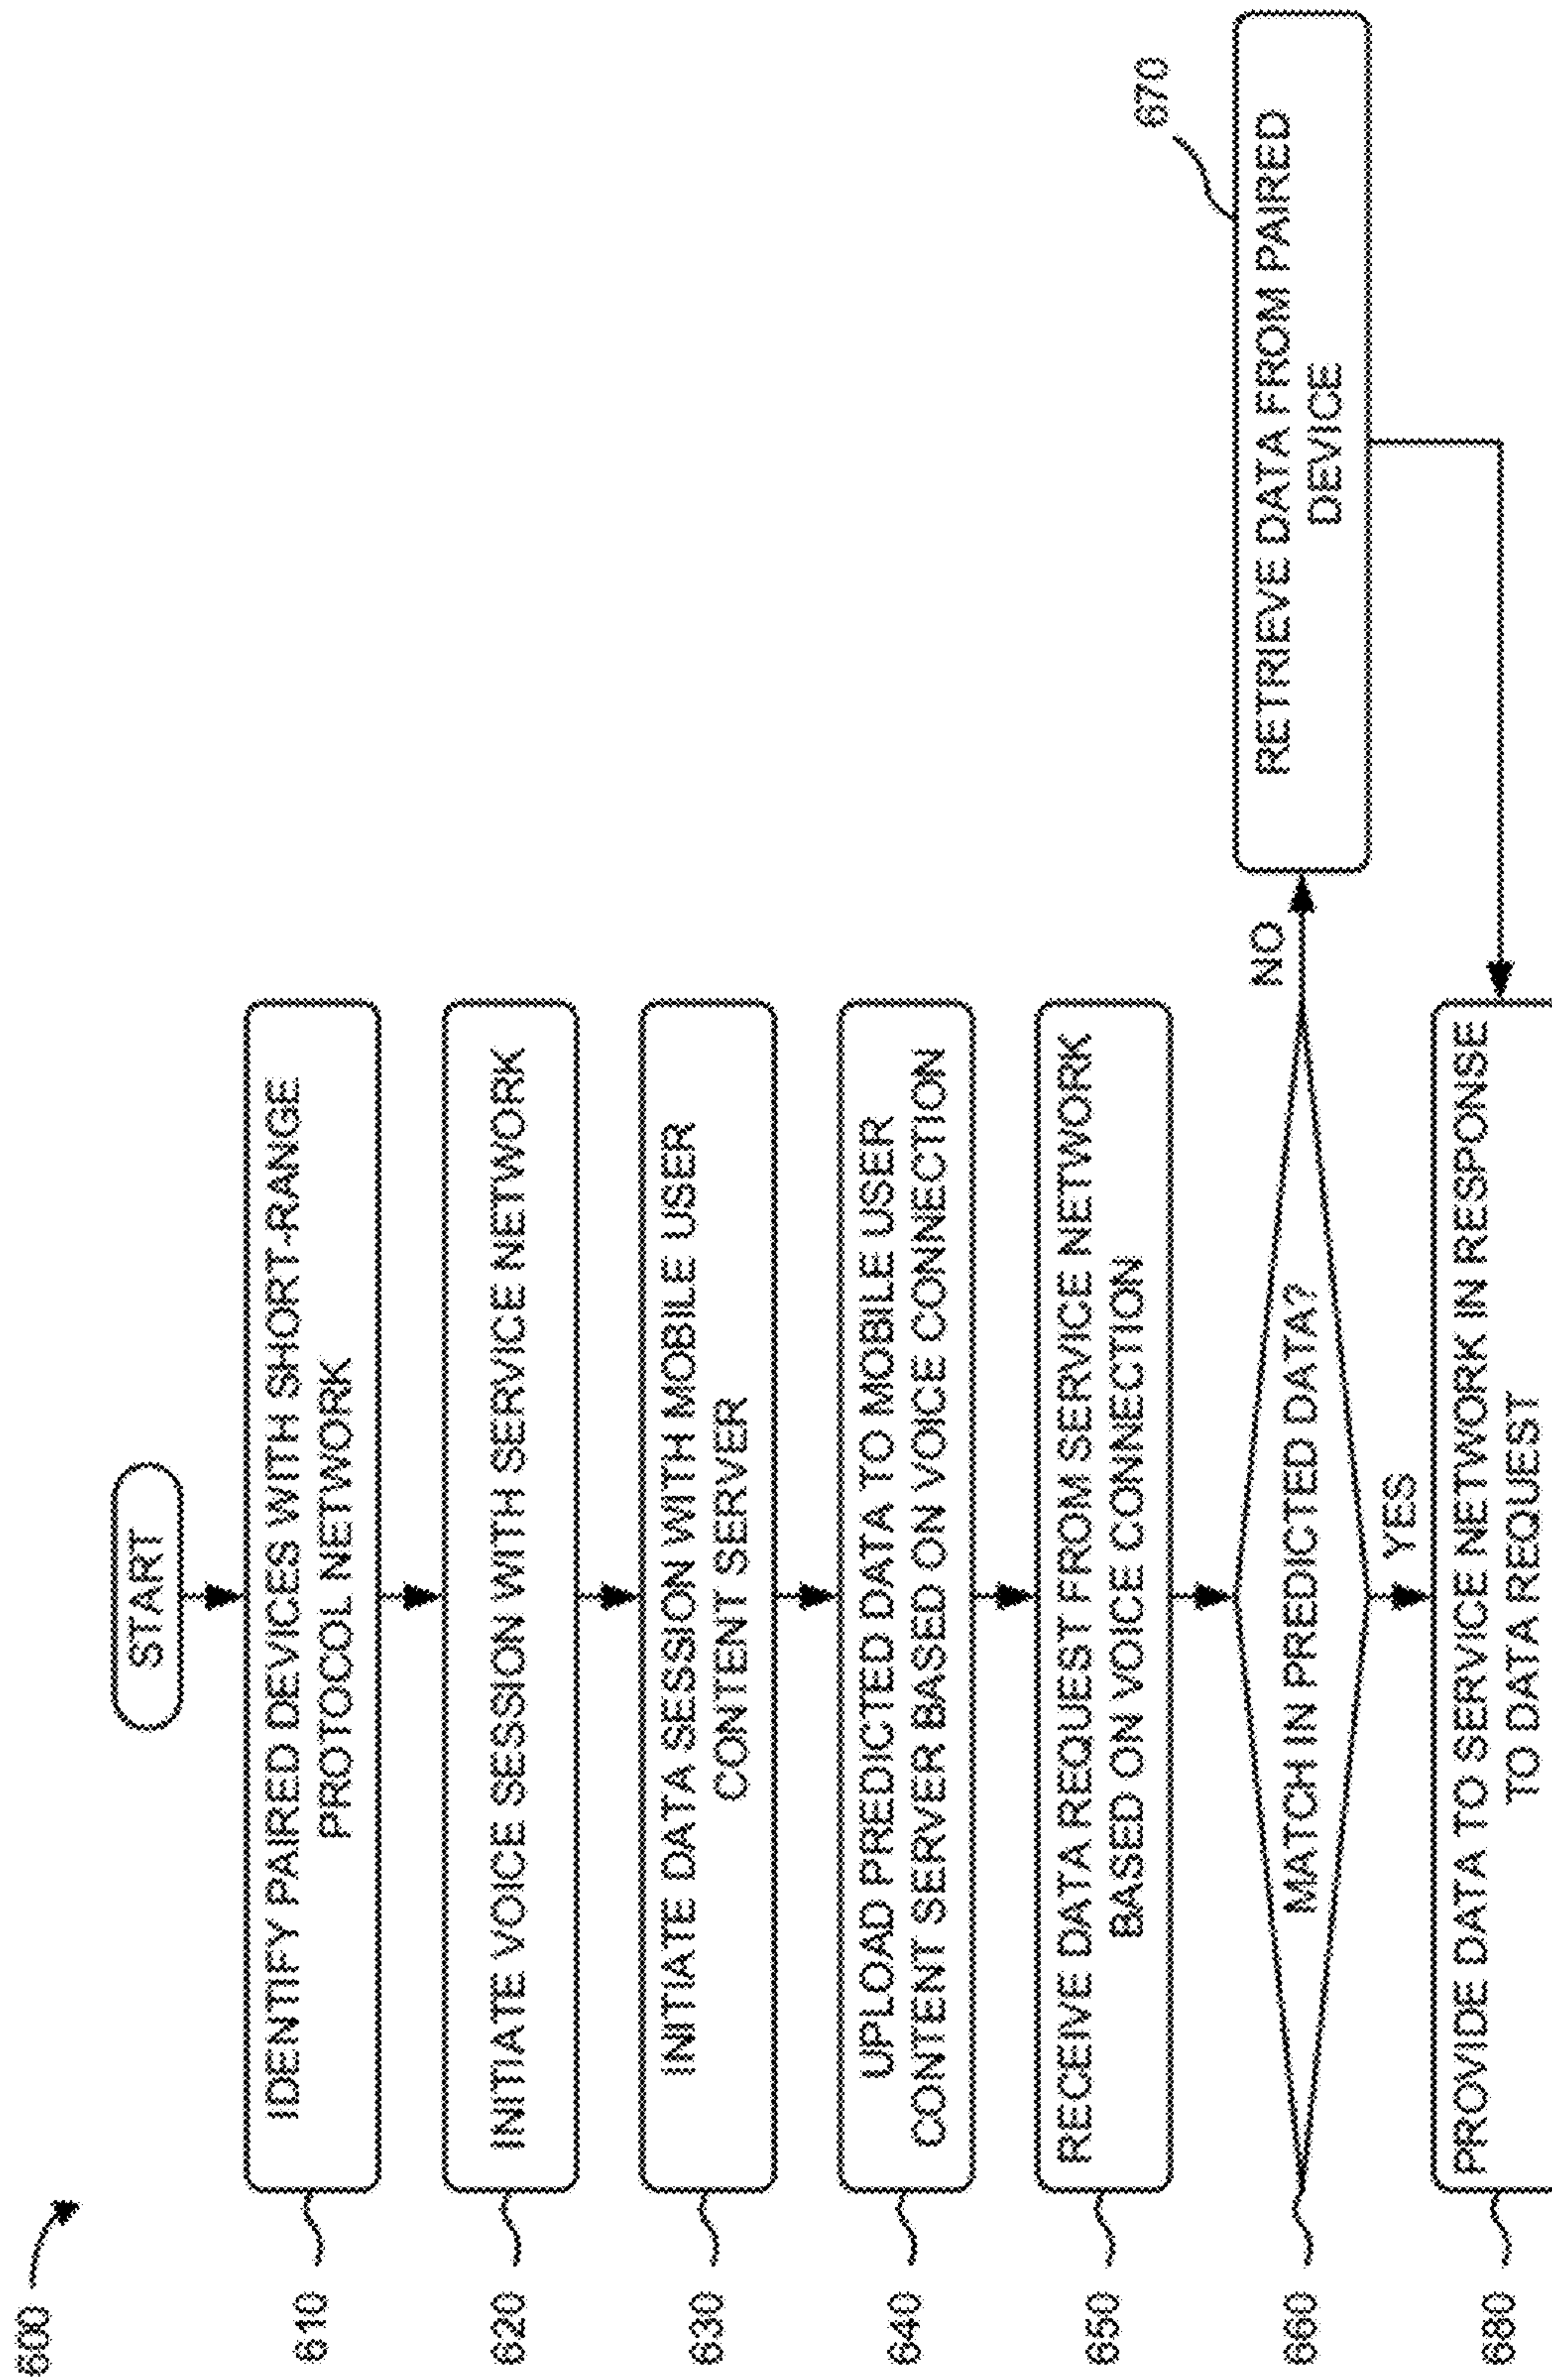 600
START
610
IDENTIFY PAIRED DEVICES WITH SHORT-RANGE
PROTOCOL NETWORK
620
INITIATE VOICE SESSION WITH SERVICE NETWORK
630
INITIATE DATA SESSION WITH MOBILE USER
CONTENT SERVER
640
UPLOAD PREDICTED DATA TO MOBILE USER
CONTENT SERVER BASED ON VOICE CONNECTION
650
RECEIVE DATA REQUEST FROM SERVICE NETWORK
BASED ON VOICE CONNECTION
660
MATCH IN PREDICTED DATA?
NO
670
RETRIEVE DATA FROM PAIRED
DEVICE
YES
680
PROVIDE DATA TO SERVICE NETWORK IN RESPONSE
TO DATA REQUEST